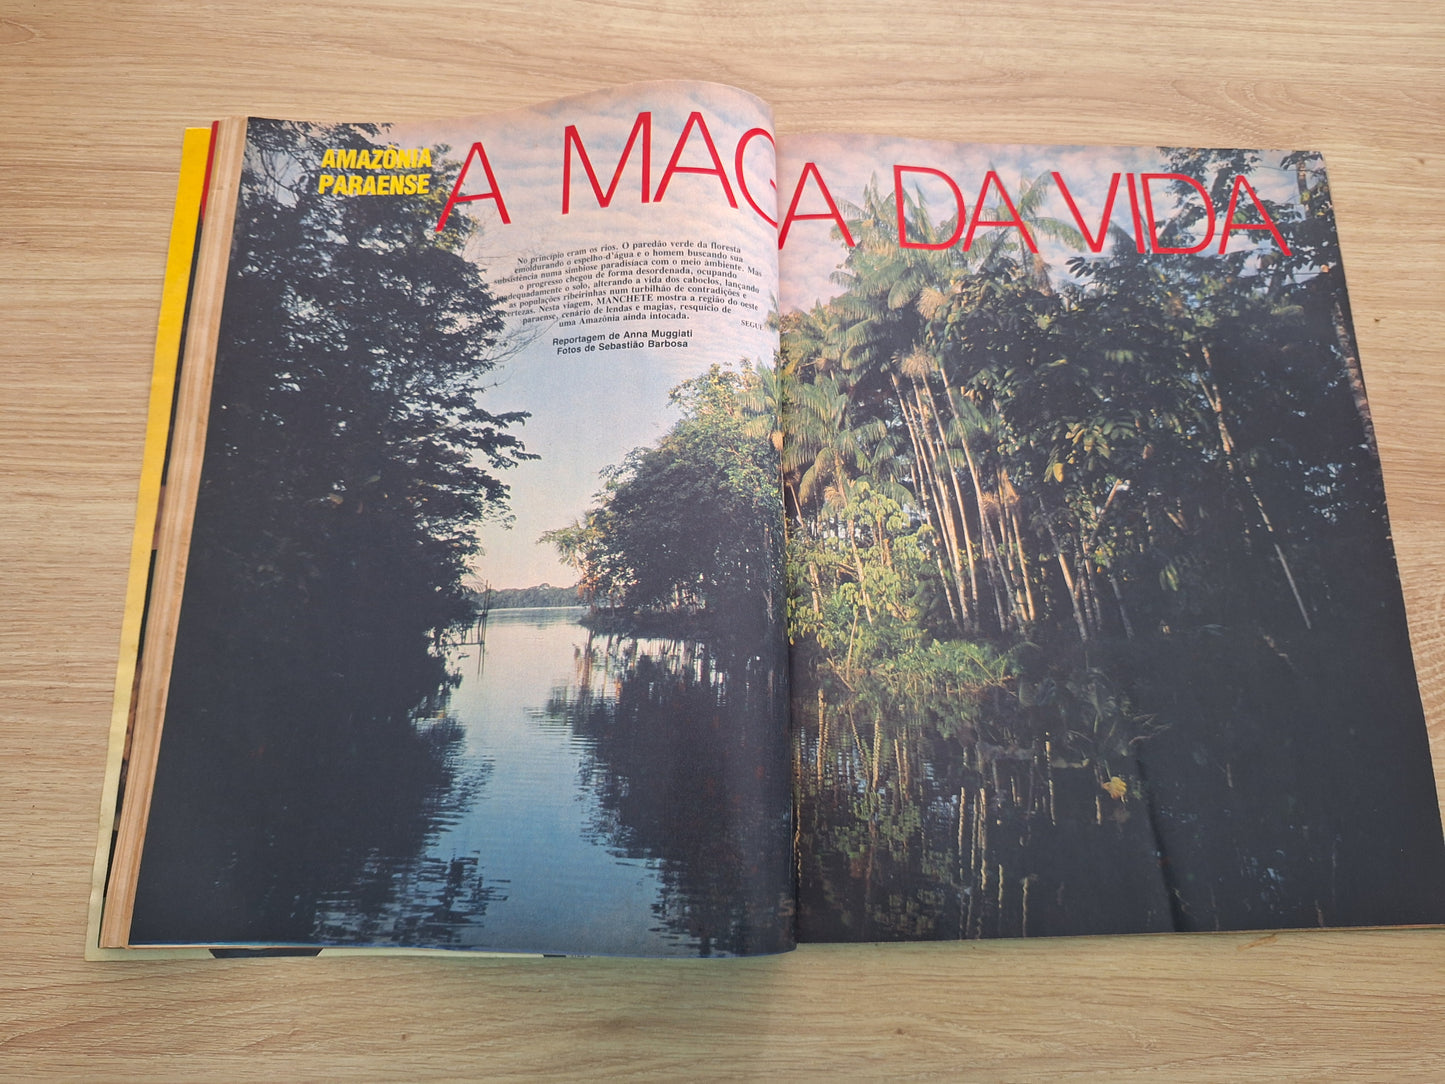 AMAZÔNIA
PARAENSE
A MAG A DA VIDA
No princípio eram os rios. O paredão verde da floresta
emoldurando o espelho-d'água e o homem buscando sua
subsistência numa simbiose paradisíaca com o meio ambiente. Mas
o progresso chegou de forma desordenada, ocupando
adequadamente o solo, alterando a vida dos caboclos, lançando
as populações ribeirinhas num turbilhão de contradições e
certezas. Nesta viagem, MANCHETE mostra a região do oeste
paraense, cenário de lendas e magias, resquício de
uma Amazônia ainda intocada.
SEGUE
Reportagem de Anna Muggiati
Fotos de Sebastião Barbosa